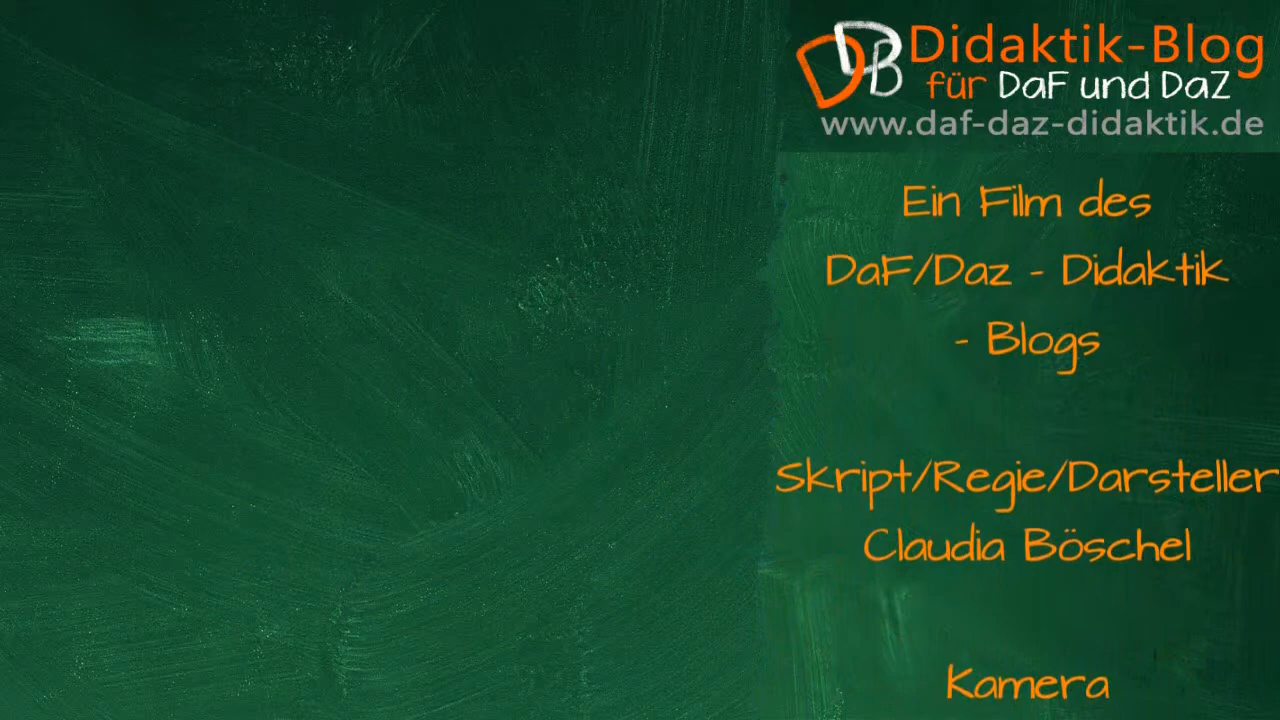 DDB Didaktik-Blog
für DaF und DaZ
www.daf-daz-didaktik.de
Ein Film des
DaF/Daz - Didaktik
- Blogs
Skript/Regie/Darsteller
Claudia Böschel
Kamera